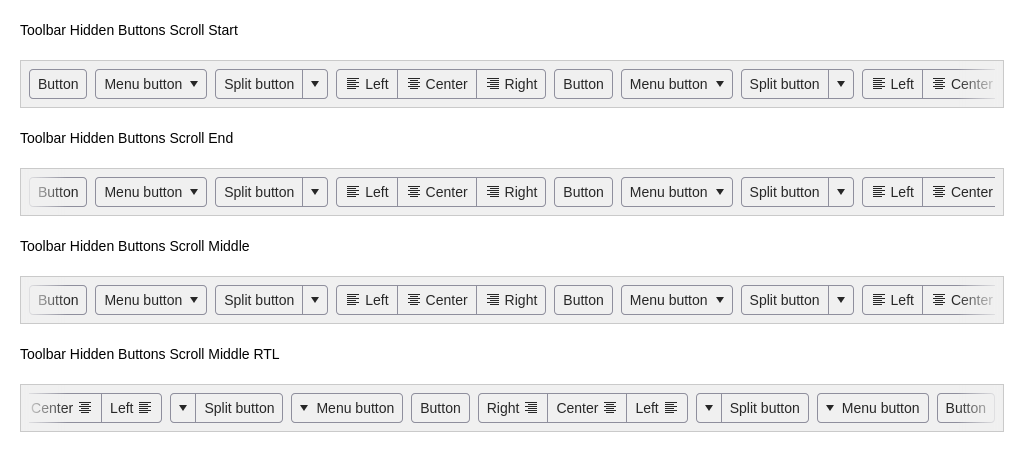 Toolbar Hidden Buttons Scroll Start
Button Menu button Split button Left Center Right Button Menu button Split button Left Center
Toolbar Hidden Buttons Scroll End
Button Menu button Split button Left Center Right Button Menu button Split button Left Center
Toolbar Hidden Buttons Scroll Middle
Button Menu button Split button Left Center Right Button Menu button Split button Left Center
Toolbar Hidden Buttons Scroll Middle RTL
Center Left Split button Menu button Button Right Center Left Split button Menu button Button